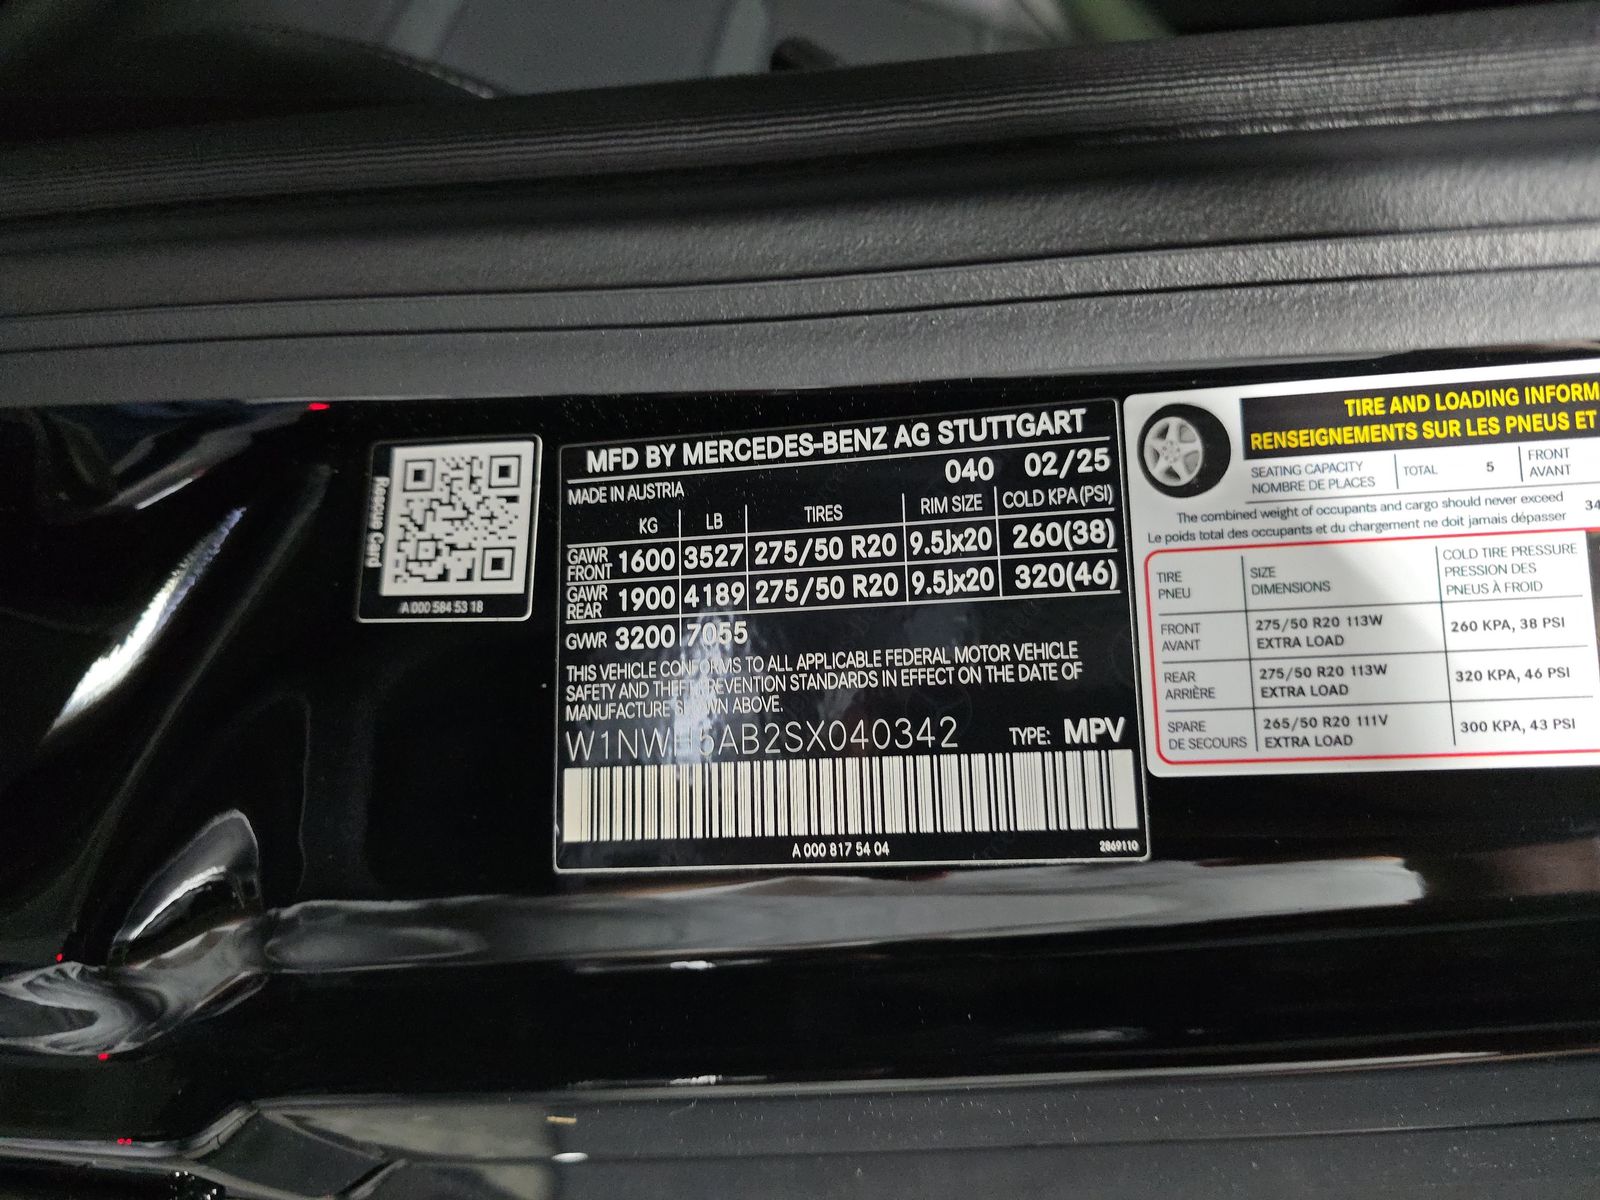 Rescue Card
A 000 584 53 18
MFD BY MERCEDES-BENZ AG STUTTGART
040 02/25
MADE IN AUSTRIA
KG LB TIRES RIM SIZE COLD KPA (PSI)
GAWR FRONT 1600 3527 275/50 R20 9.5Jx20 260(38)
GAWR REAR 1900 4189 275/50 R20 9.5Jx20 320(46)
GVWR 3200 7055
THIS VEHICLE CONFORMS TO ALL APPLICABLE FEDERAL MOTOR VEHICLE
SAFETY AND THEFT PREVENTION STANDARDS IN EFFECT ON THE DATE OF
MANUFACTURE SHOWN ABOVE.
TYPE: MPV
A 000 817 54 04
2869110
TIRE AND LOADING INFORM
RENSEIGNEMENTS SUR LES PNEUS ET
SEATING CAPACITY
NOMBRE DE PLACES
TOTAL 5
FRONT
AVANT
The combined weight of occupants and cargo should never exceed
Le poids total des occupants et du chargement ne doit jamais dépasser
34
TIRE
PNEU
SIZE
DIMENSIONS
COLD TIRE PRESSURE
PRESSION DES
PNEUS À FROID
FRONT
AVANT
275/50 R20 113W
EXTRA LOAD
260 KPA, 38 PSI
REAR
ARRIÈRE
275/50 R20 113W
EXTRA LOAD
320 KPA, 46 PSI
SPARE
DE SECOURS
265/50 R20 111V
EXTRA LOAD
300 KPA, 43 PSI